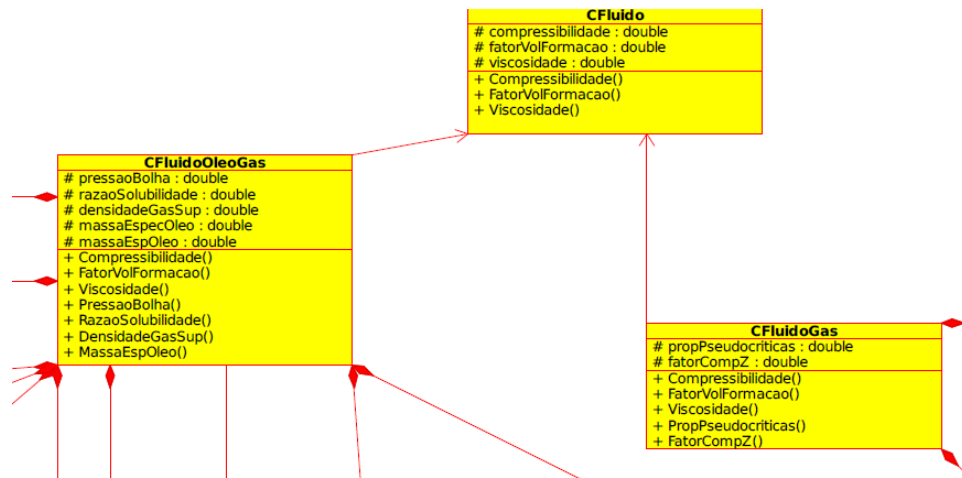 CFluido
# compressibilidade : double
# fatorVolFormacao : double
# viscosidade : double
+ Compressibilidade()
+ FatorVolFormacao()
+ Viscosidade()
CFluidoOleoGas
# pressaoBolha : double
# razaoSolubilidade : double
# densidadeGasSup : double
# massaEspecOleo : double
# massaEspOleo : double
+ Compressibilidade()
+ FatorVolFormacao()
+ Viscosidade()
+ PressaoBolha()
+ RazaoSolubilidade()
+ DensidadeGasSup()
+ MassaEspOleo()
CFluidoGas
# propPseudocriticas : double
# fatorCompZ : double
+ Compressibilidade()
+ FatorVolFormacao()
+ Viscosidade()
+ PropPseudocriticas()
+ FatorCompZ()